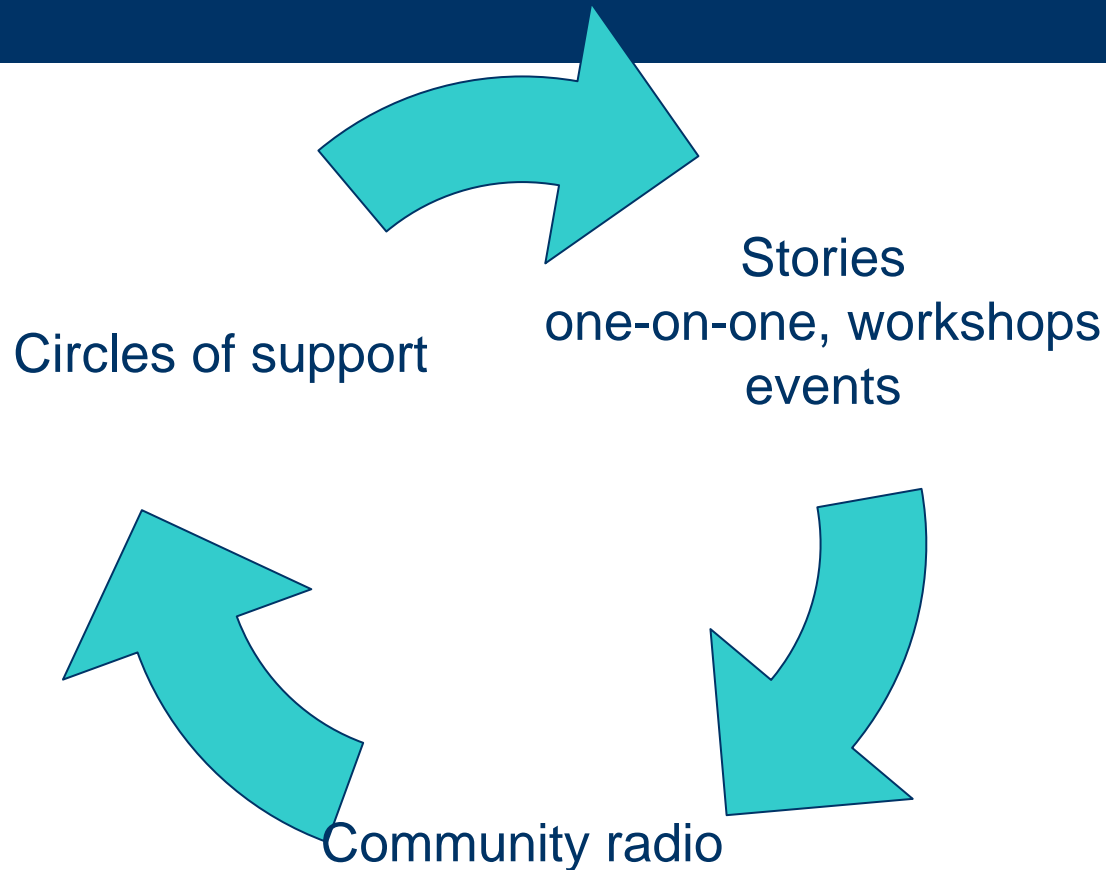 Circles of support
Stories
one-on-one, workshops
events
Community radio